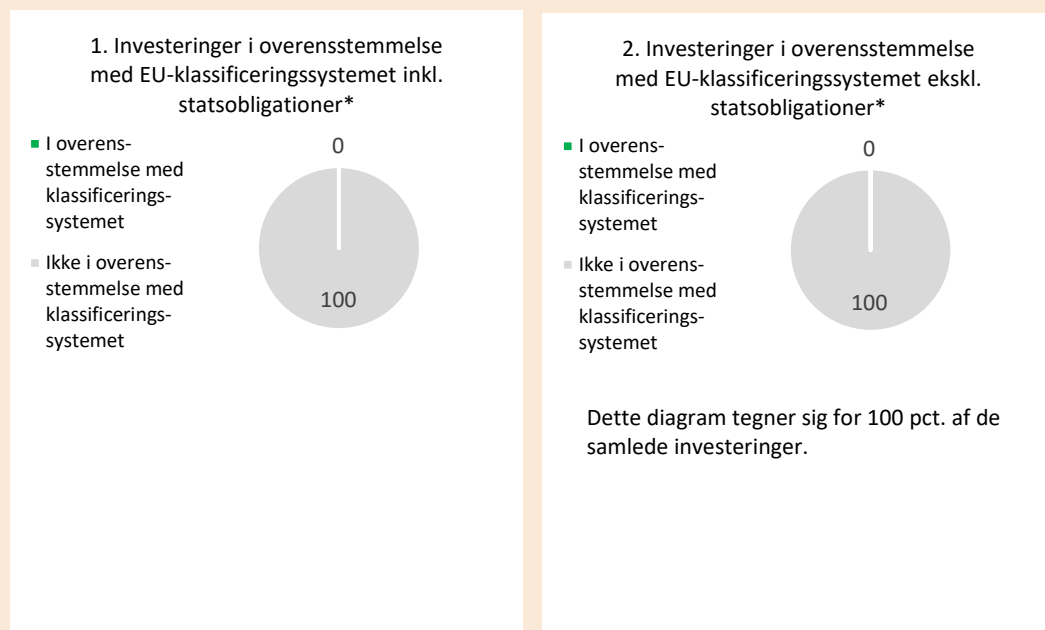 1. Investeringer i overensstemmelse
med EU-klassificeringssystemet inkl.
statsobligationer*
I overens-
stemmelse med
klassificerings-
systemet
Ikke i overens-
stemmelse med
klassificerings-
systemet
0
100
2. Investeringer i overensstemmelse
med EU-klassificeringssystemet ekskl.
statsobligationer*
I overens-
stemmelse med
klassificerings-
systemet
Ikke i overens-
stemmelse med
klassificerings-
systemet
0
100
Dette diagram tegner sig for 100 pct. af de
samlede investeringer.